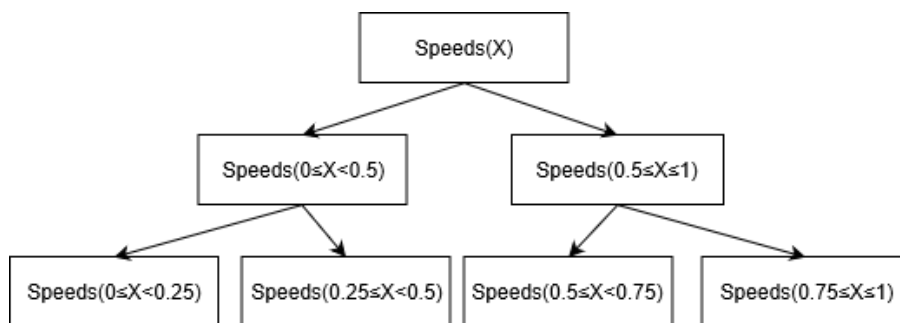 Speeds(X)
Speeds(0≤X<0.5)
Speeds(0.5≤X≤1)
Speeds(0≤X<0.25)
Speeds(0.25≤X<0.5)
Speeds(0.5≤X<0.75)
Speeds(0.75≤X≤1)